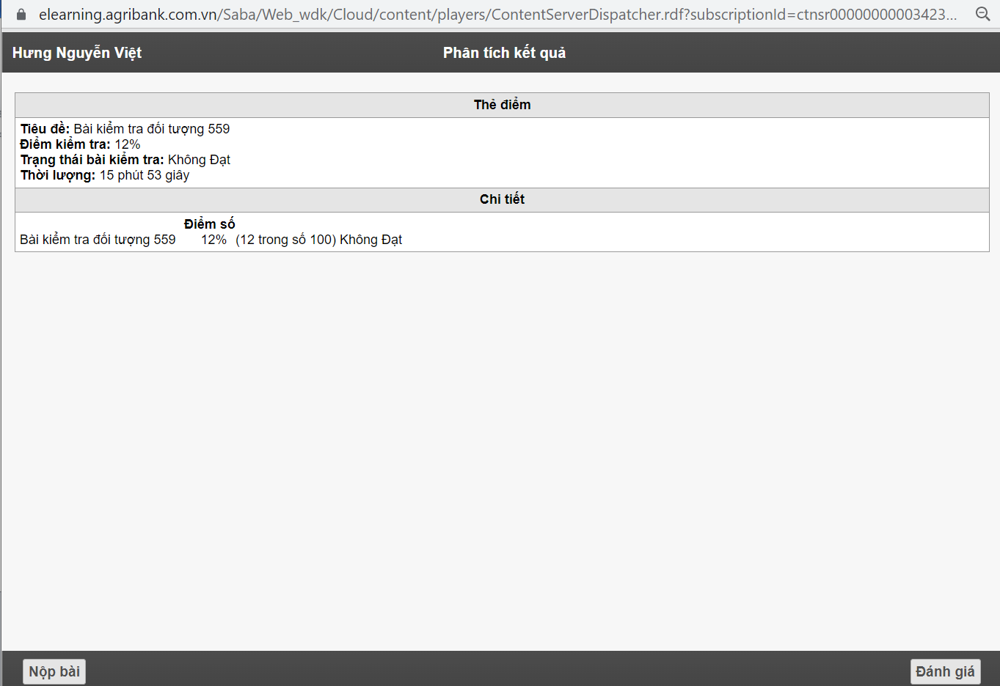 elearning.agribank.com.vn/Saba/Web_wdk/Cloud/content/players/ContentServerDispatcher.rdf?subscriptionId=ctnsr00000000003423...
Hưng Nguyễn Việt
Phân tích kết quả
Thẻ điểm
Tiêu đề: Bài kiểm tra đối tượng 559
Điểm kiểm tra: 12%
Trạng thái bài kiểm tra: Không Đạt
Thời lượng: 15 phút 53 giây
Chi tiết
Điểm số
Bài kiểm tra đối tượng 559 12% (12 trong số 100) Không Đạt
Nộp bài
Đánh giá